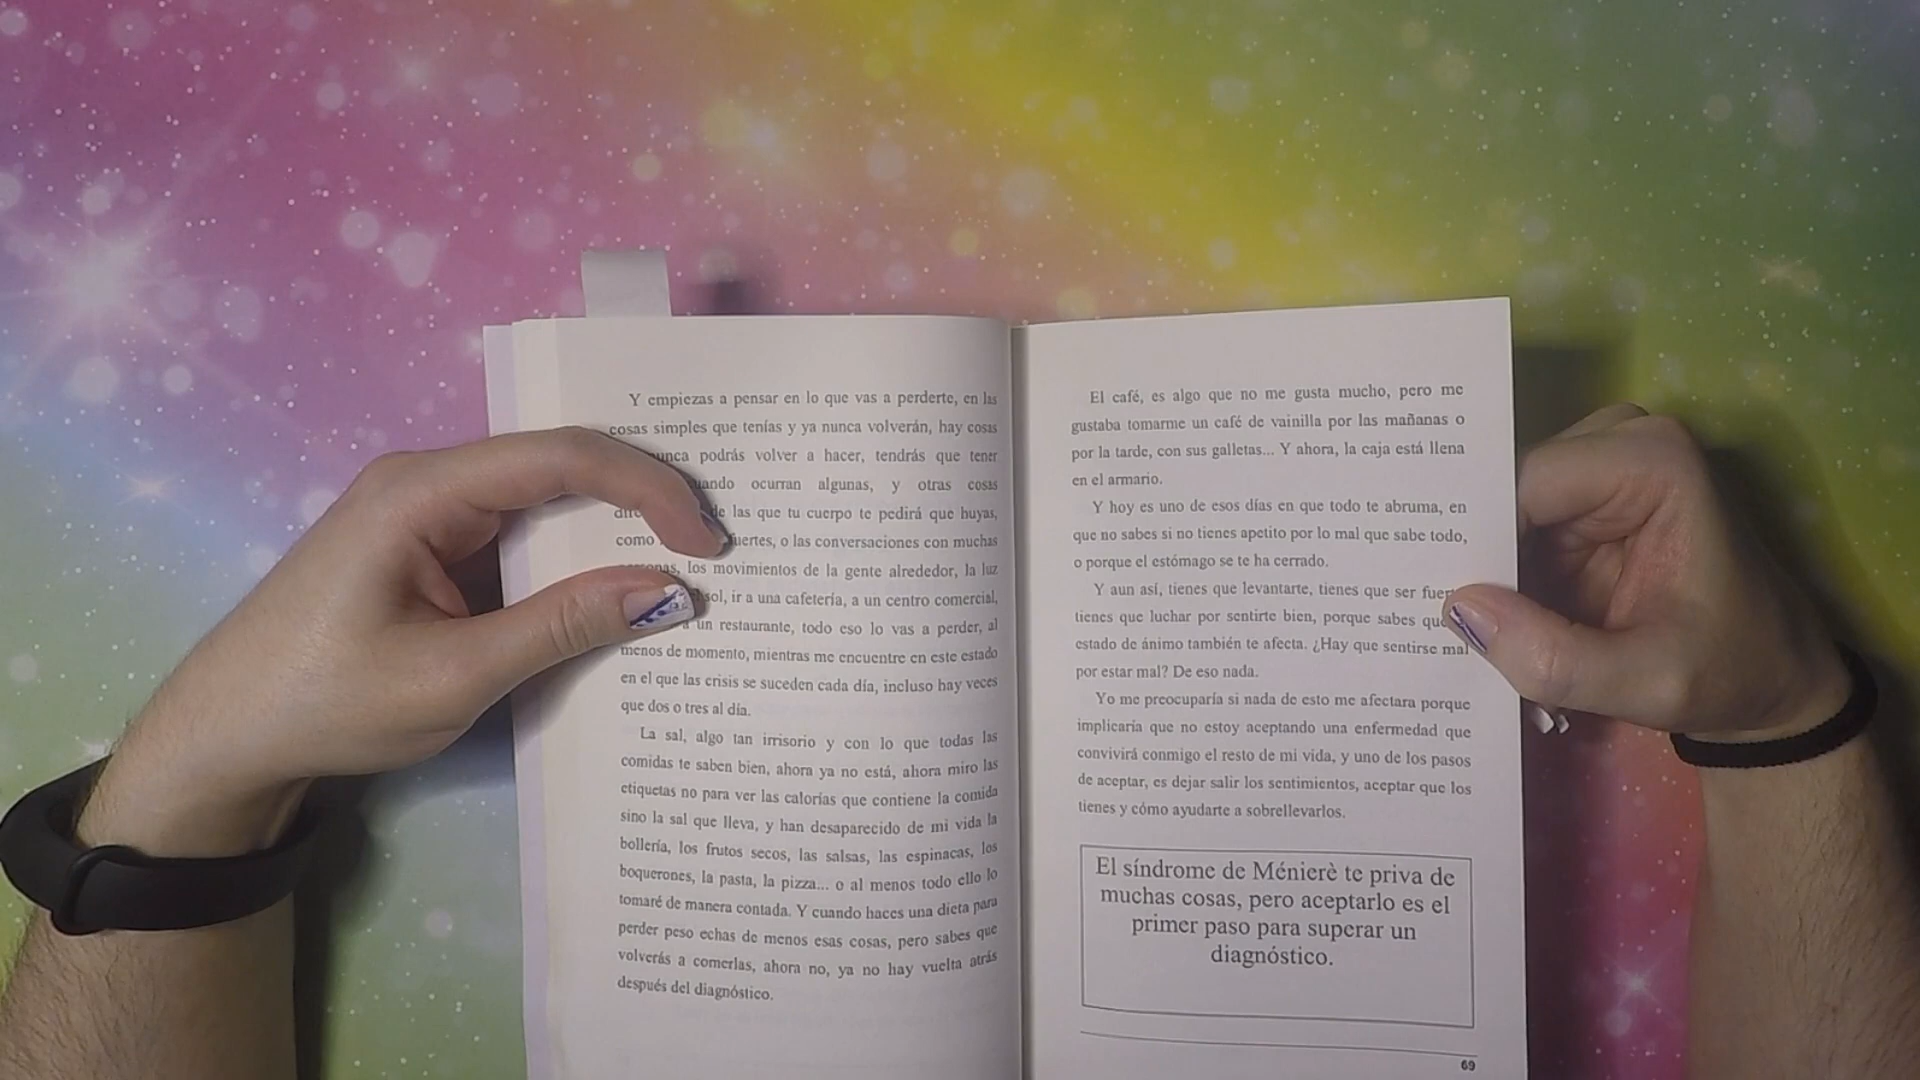 Y empiezas a pensar en lo que vas a perderte, en las
cosas simples que tenías y ya nunca volverán, hay cosas
nunca podrás volver a hacer, tendrás que tener
cuando ocurran algunas, y otras cosas
de las que tu cuerpo te pedirá que huyas,
como fuertes, o las conversaciones con muchas
personas, los movimientos de la gente alrededor, la luz
sol, ir a una cafetería, a un centro comercial,
a un restaurante, todo eso lo vas a perder, al
menos de momento, mientras me encuentre en este estado
en el que las crisis se suceden cada día, incluso hay veces
que dos o tres al día.
La sal, algo tan irrisorio y con lo que todas las
comidas te saben bien, ahora ya no está, ahora miro las
etiquetas no para ver las calorías que contiene la comida
sino la sal que lleva, y han desaparecido de mi vida la
bollería, los frutos secos, las salsas, las espinacas, los
boquerones, la pasta, la pizza... o al menos todo ello lo
tomaré de manera contada. Y cuando haces una dieta para
perder peso echas de menos esas cosas, pero sabes que
volverás a comerlas, ahora no, ya no hay vuelta atrás
después del diagnóstico.
El café, es algo que no me gusta mucho, pero me
gustaba tomarme un café de vainilla por las mañanas o
por la tarde, con sus galletas... Y ahora, la caja está llena
en el armario.
Y hoy es uno de esos días en que todo te abruma, en
que no sabes si no tienes apetito por lo mal que sabe todo,
o porque el estómago se te ha cerrado.
Y aun así, tienes que levantarte, tienes que ser
tienes que luchar por sentirte bien, porque sabes que
estado de ánimo también te afecta. ¿Hay que sentirse mal
por estar mal? De eso nada.
Yo me preocuparía si nada de esto me afectara porque
implicaría que no estoy aceptando una enfermedad que
convivirá conmigo el resto de mi vida, y uno de los pasos
de aceptar, es dejar salir los sentimientos, aceptar que los
tienes y cómo ayudarte a sobrellevarlos.
El síndrome de Ménierè te priva de
muchas cosas, pero aceptarlo es el
primer paso para superar un
diagnóstico.
69